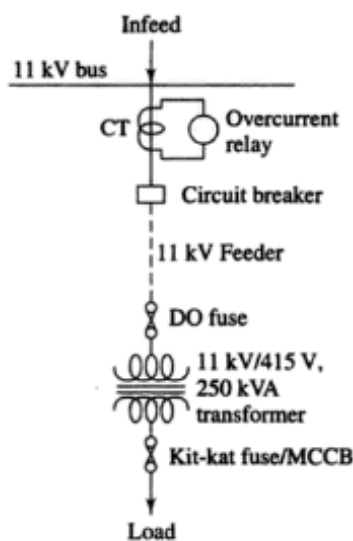 Infeed
11 kV bus
CT
Overcurrent
relay
Circuit breaker
11 kV Feeder
DO fuse
11 kV/415 V,
250 kVA
transformer
Kit-kat fuse/MCCB
Load